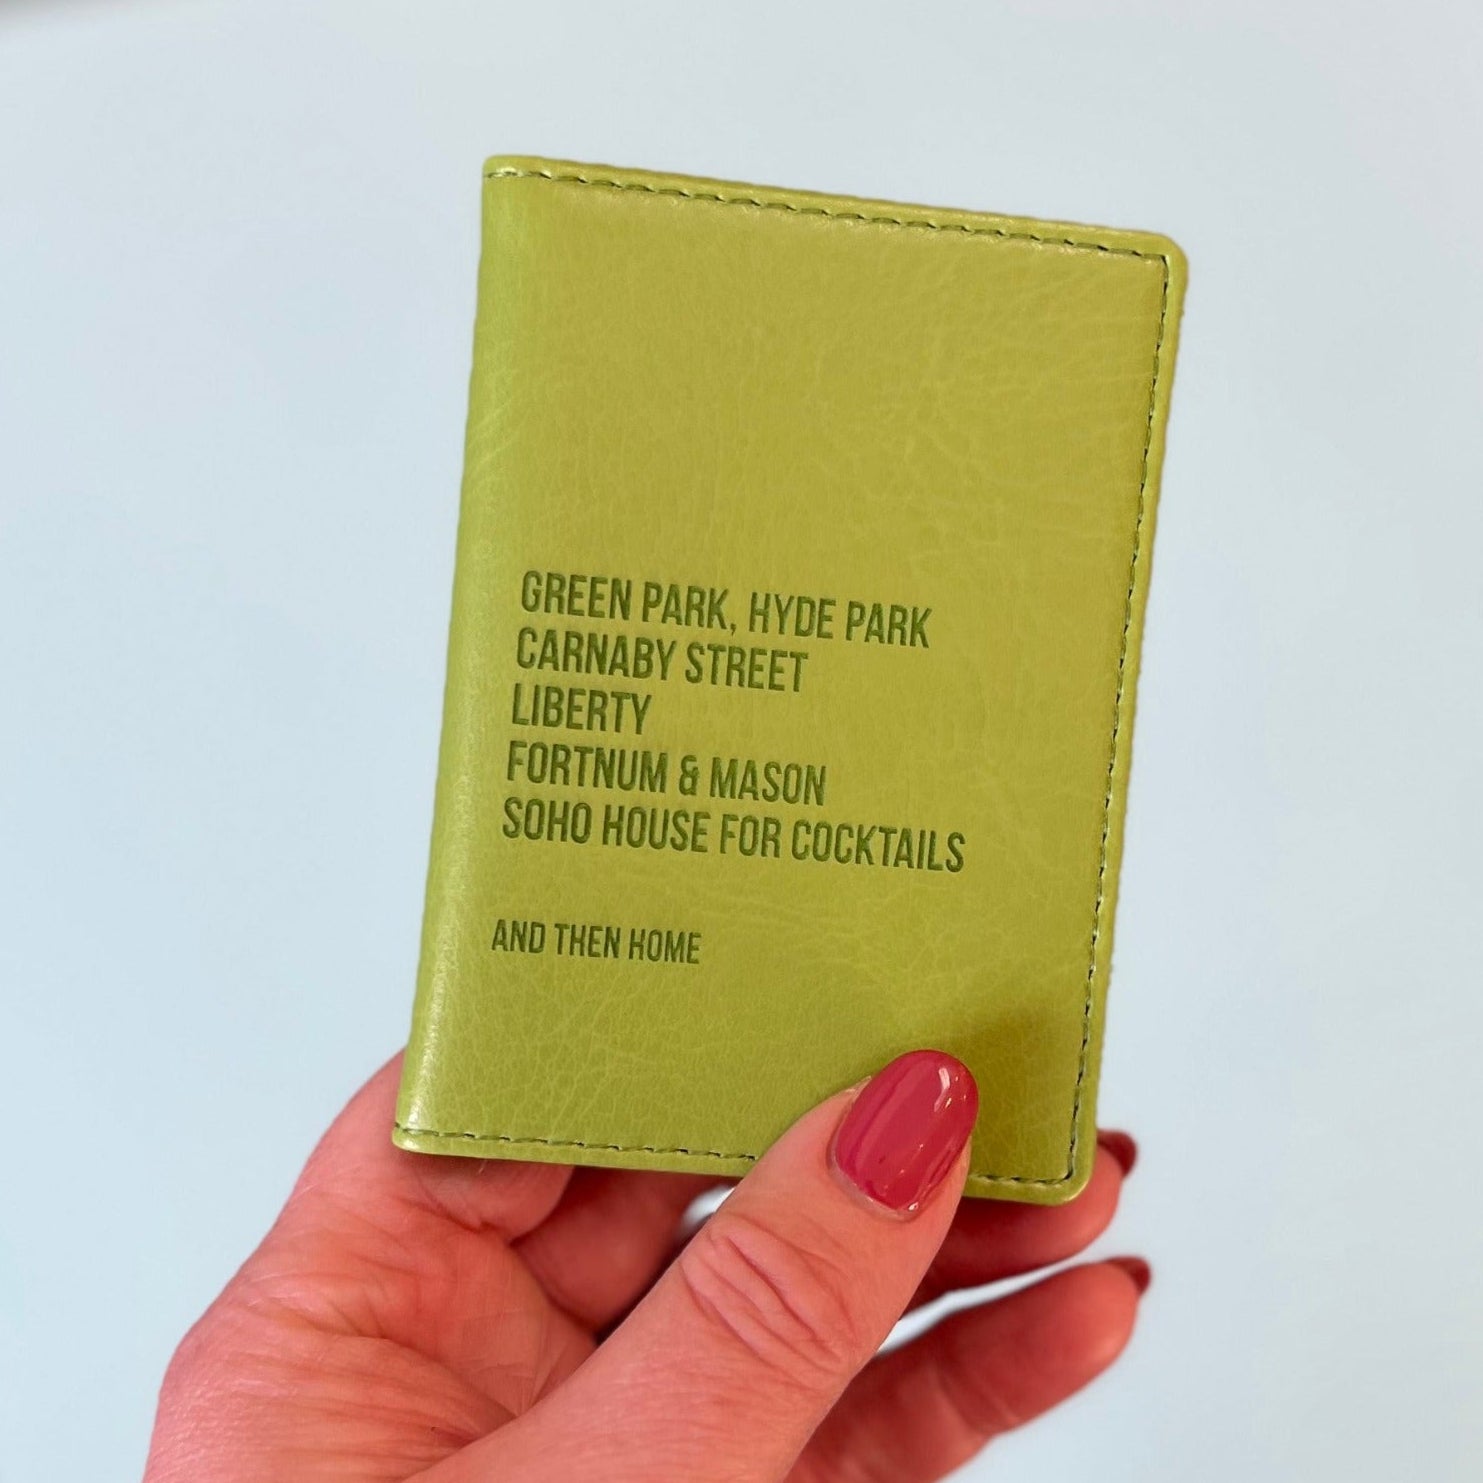 GREEN PARK, HYDE PARK
CARNABY STREET
LIBERTY
FORTNUM & MASON
SOHO HOUSE FOR COCKTAILS
AND THEN HOME